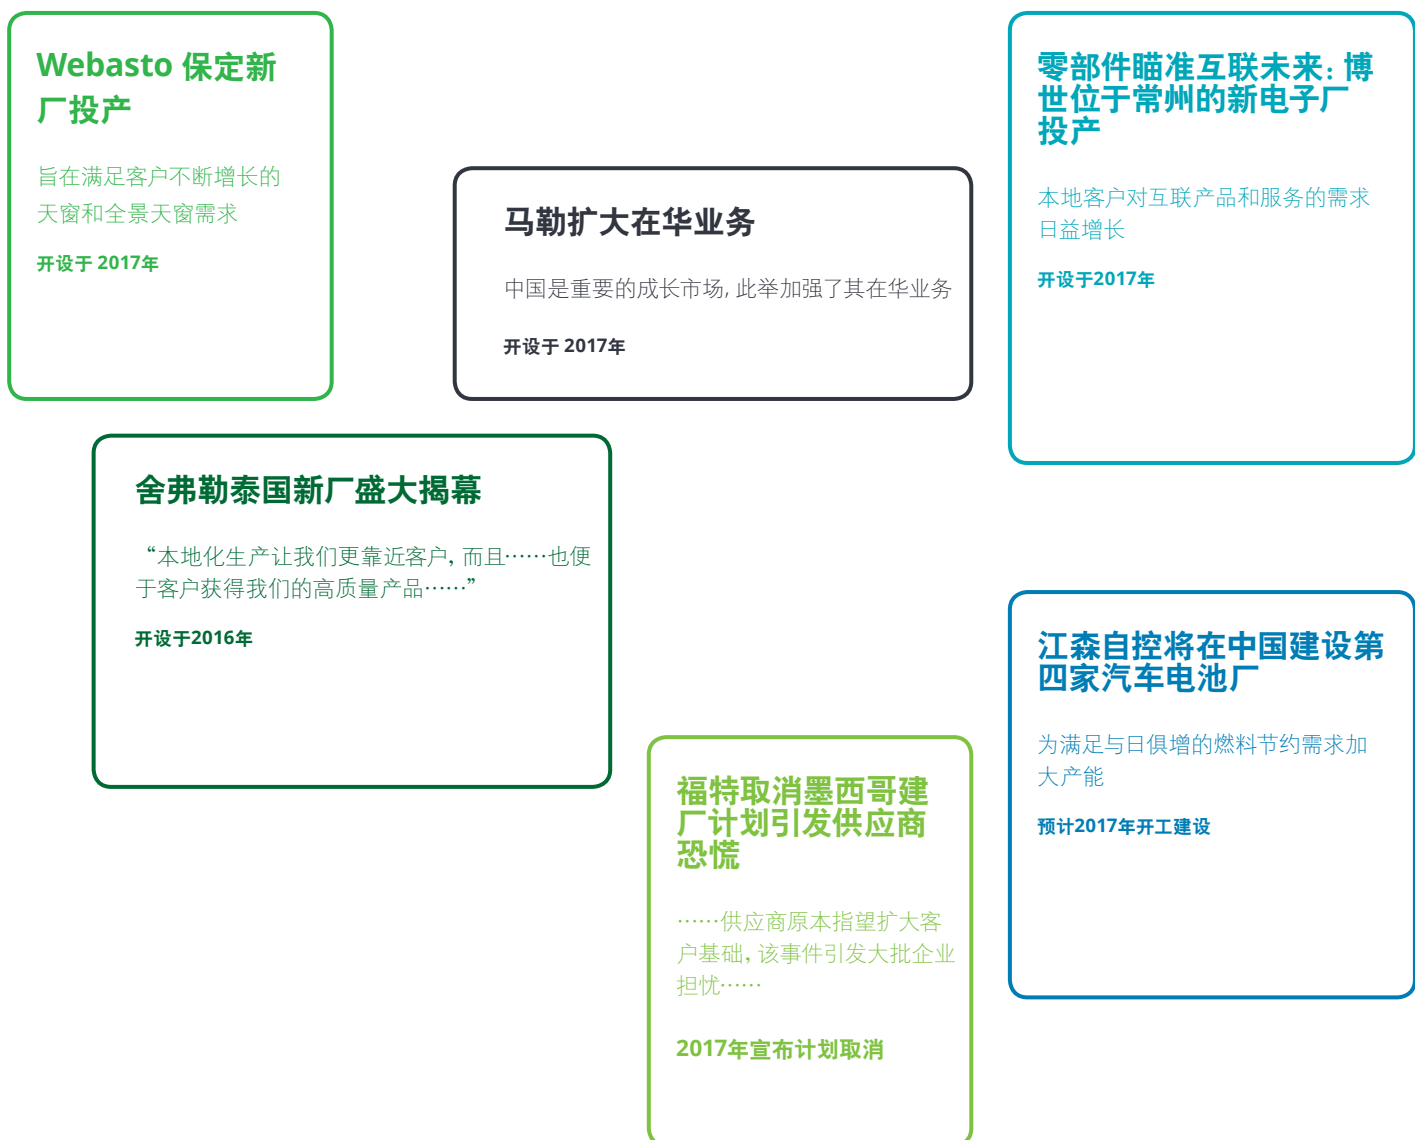 Webasto 保定新
厂投产
旨在满足客户不断增长的
天窗和全景天窗需求
开设于 2017年
马勒扩大在华业务
中国是重要的成长市场, 此举加强了其在华业务
开设于 2017年
零部件瞄准互联未来: 博
世位于常州的新电子厂
投产
本地客户对互联产品和服务的需求
日益增长
开设于2017年
舍弗勒泰国新厂盛大揭幕
“本地化生产让我们更靠近客户, 而且……也便
于客户获得我们的高质量产品……”
开设于2016年
福特取消墨西哥建
厂计划引发供应商
恐慌
……供应商原本指望扩大客
户基础, 该事件引发大批企业
担忧……
2017年宣布计划取消
江森自控将在中国建设第
四家汽车电池厂
为满足与日俱增的燃料节约需求加
大产能
预计2017年开工建设